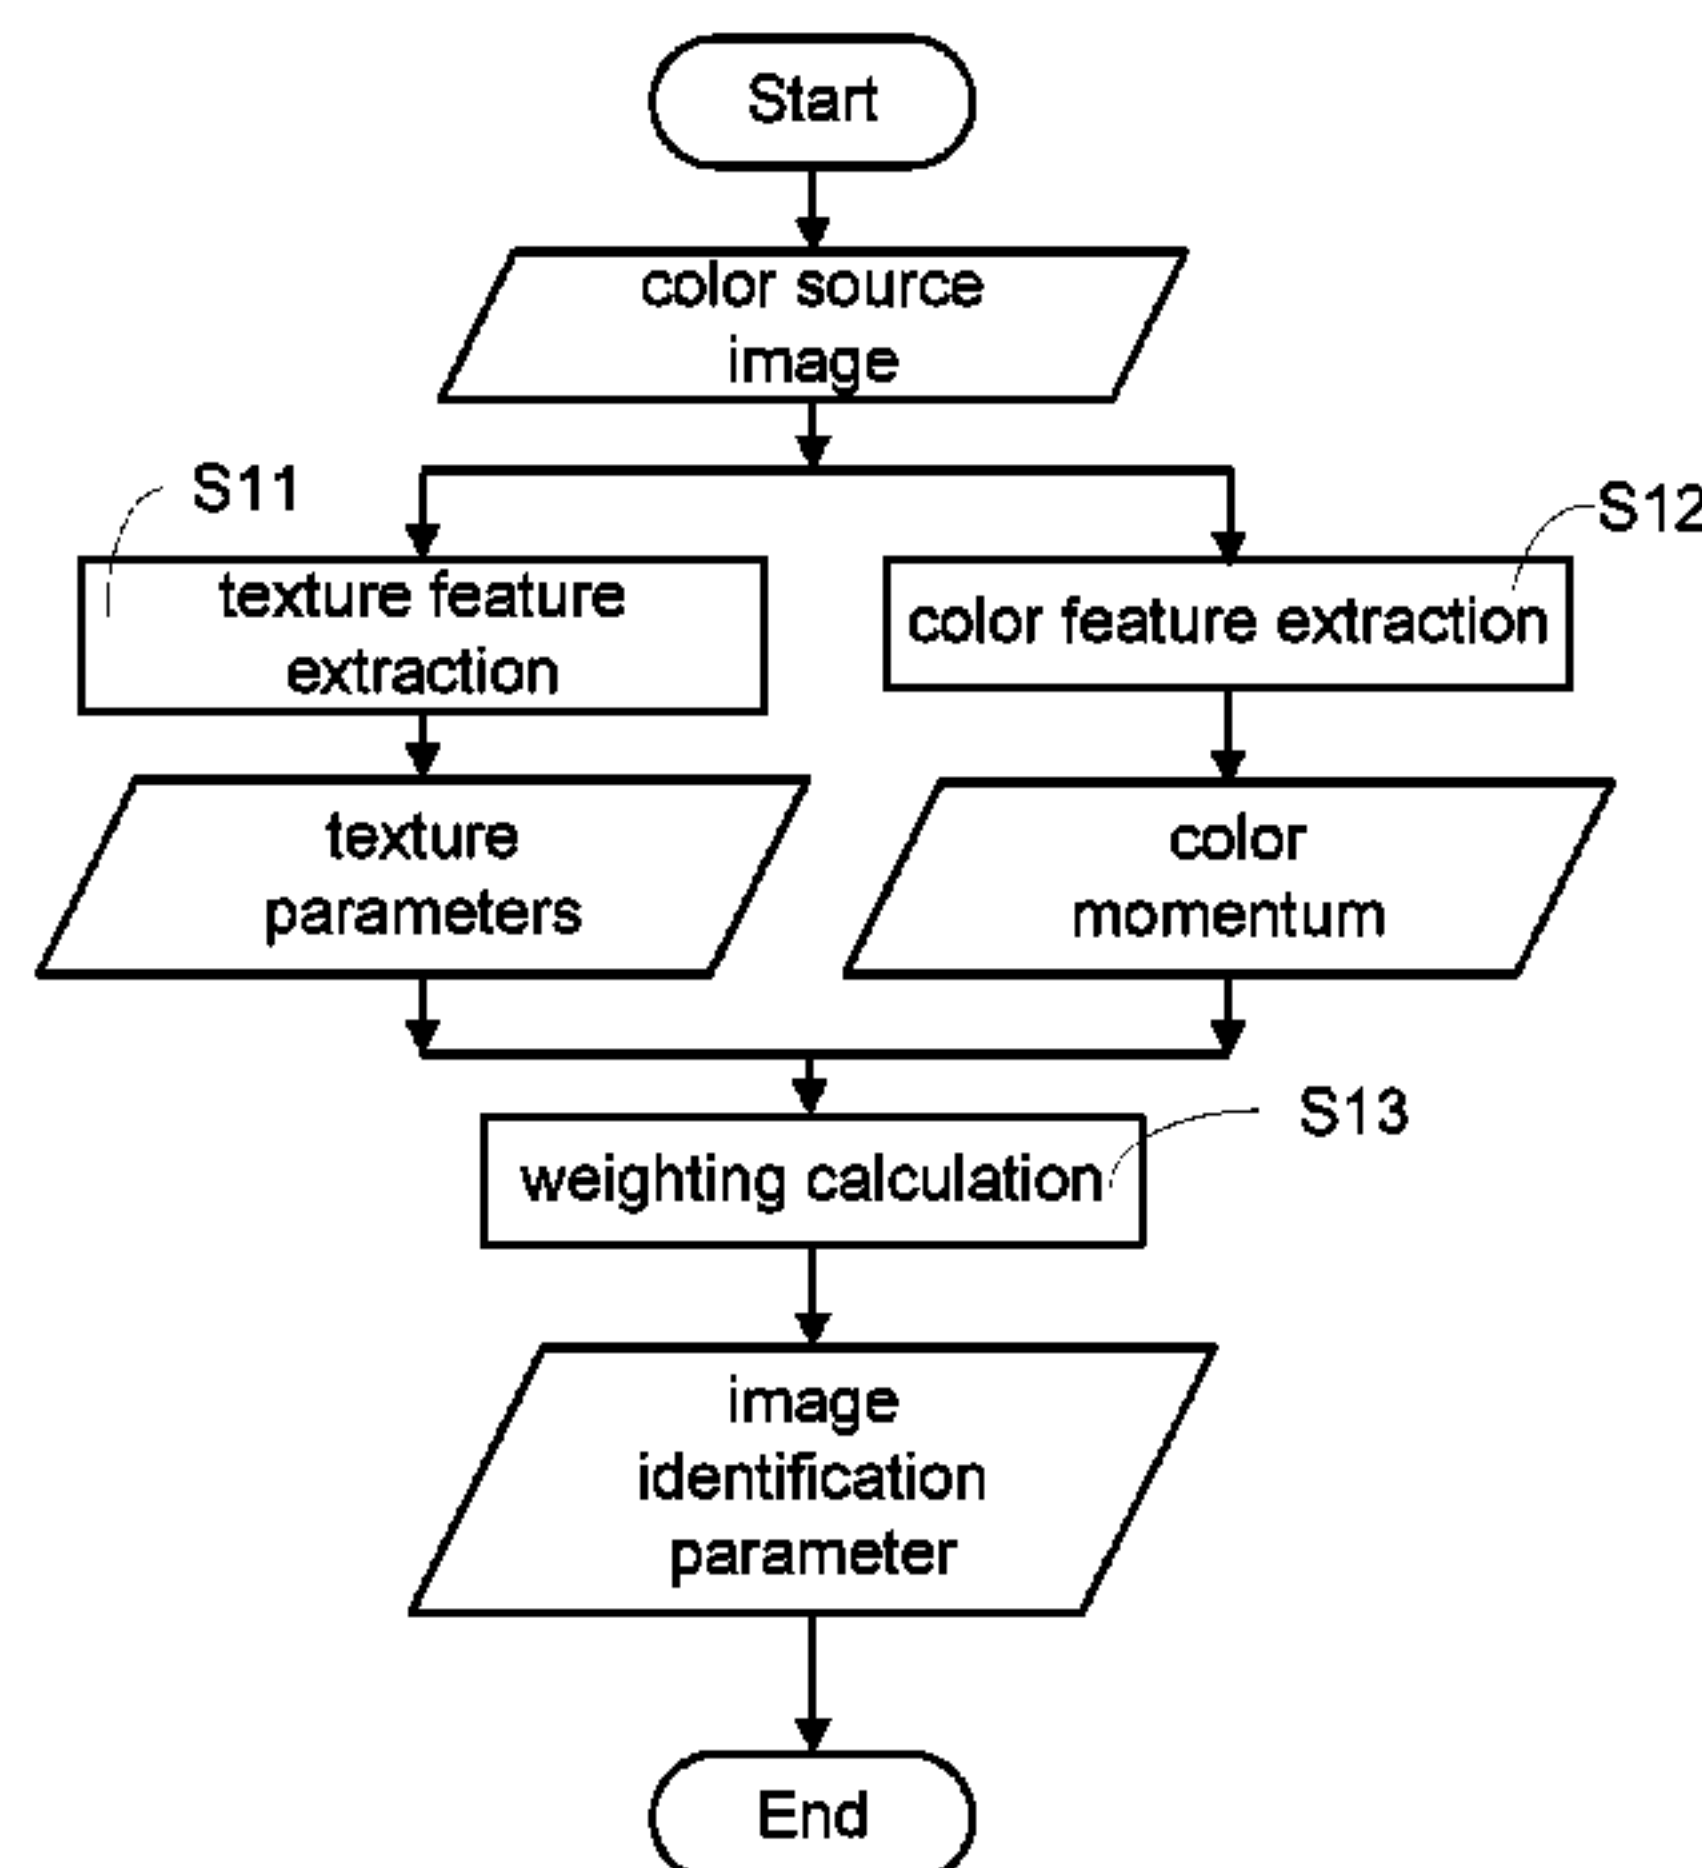 Start
color source
image
S11
S12
texture feature
extraction
color feature extraction
texture
parameters
color
momentum
S13
weighting calculation
image
identification
parameter
End